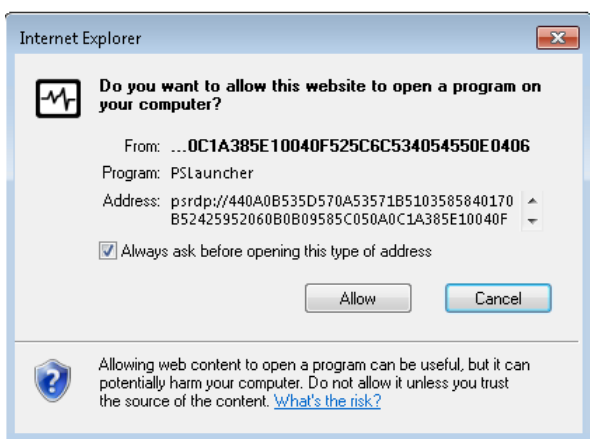 Internet Explorer
Do you want to allow this website to open a program on
your computer?
From: ...0C1A385E10040F525C6C534054550E0406
Program: PSLauncher
Address: psrdp://440A0B535D570A53571B5103585840170
B52425952060B0B09585C050A0C1A385E10040F
Always ask before opening this type of address
Allow Cancel
Allowing web content to open a program can be useful, but it can
potentially harm your computer. Do not allow it unless you trust
the source of the content. What's the risk?